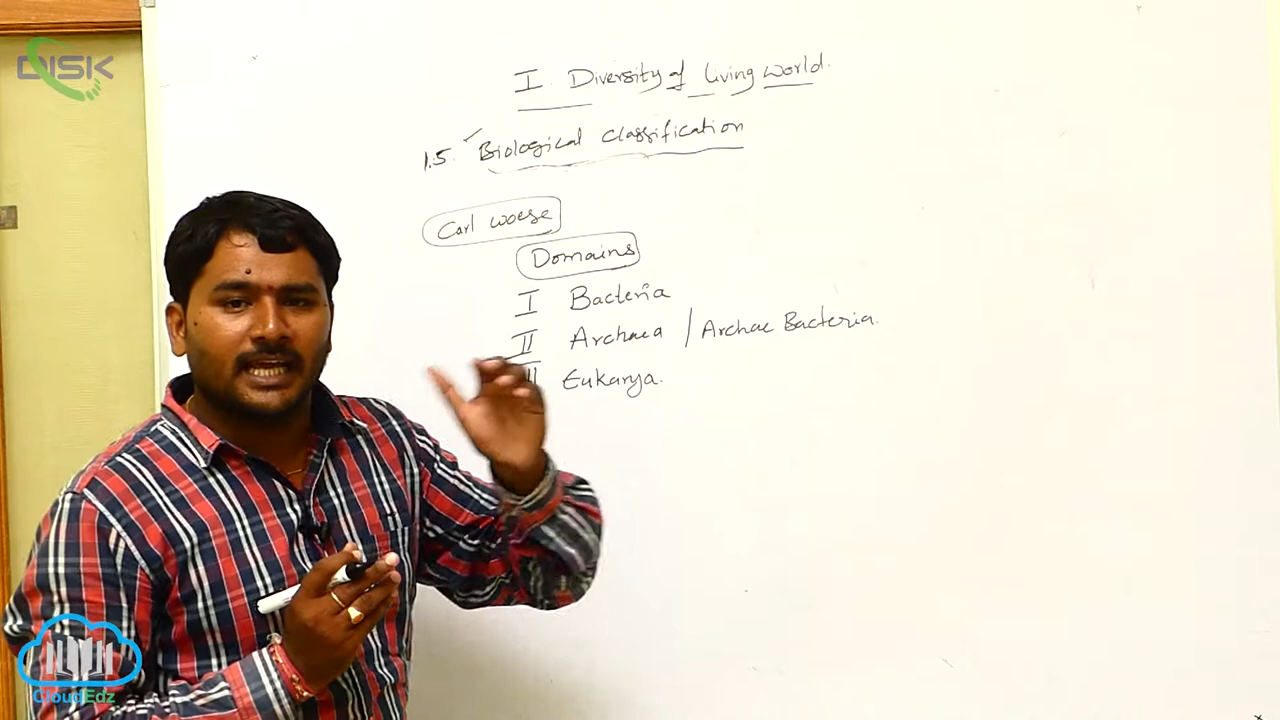 DISK
I. Diversity of living world.
1.5. Biological classification
Carl woese
Domains
I Bacteria
II Archaea / Archae Bacteria.
III Eukarya.
CloudEdz